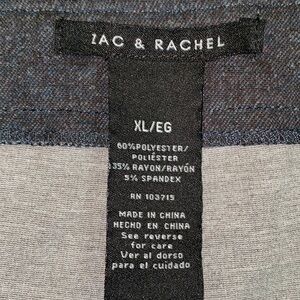 ZAC & RACHEL
XL/EG
60%POLYESTER/
POLIÉSTER
35% RAYON/RAYÓN
5% SPANDEX
RN 103715
MADE IN CHINA
HECHO EN CHINA
See reverse
for care
Ver al dorso
para el cuidado